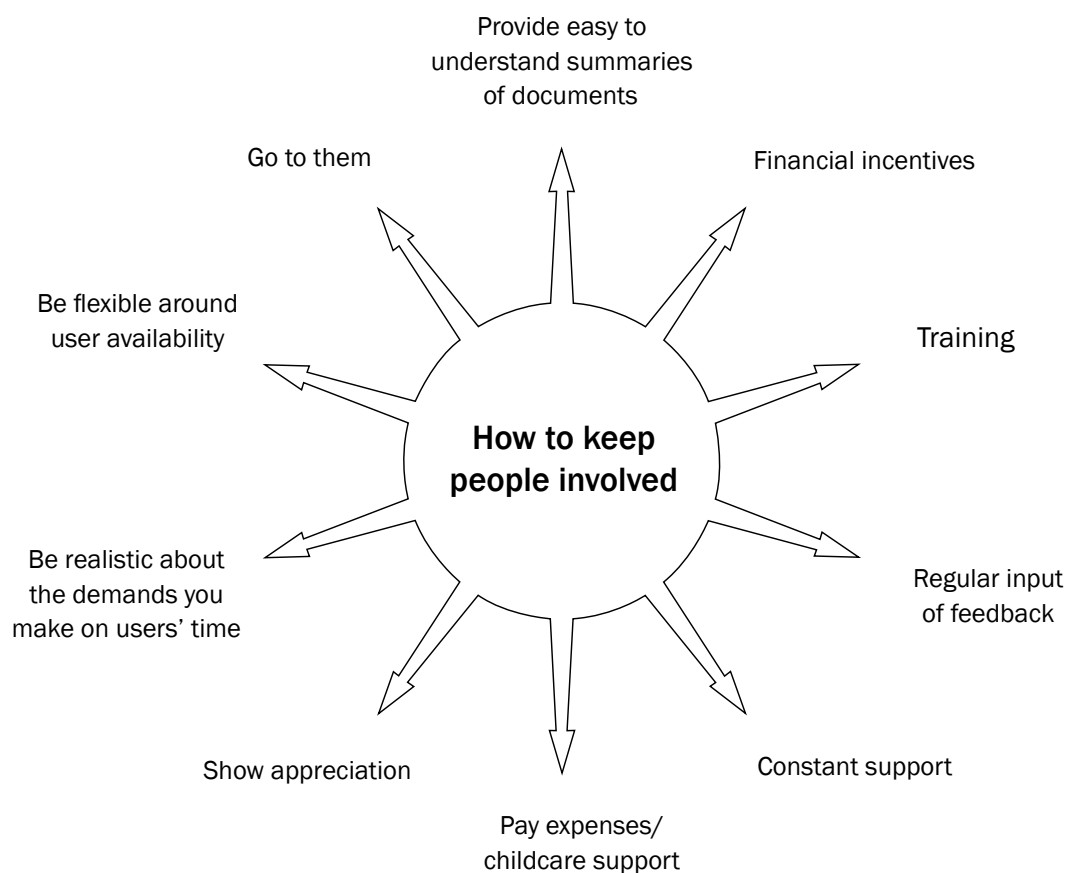 Provide easy to
understand summaries
of documents
Go to them
Financial incentives
Be flexible around
user availability
Training
How to keep
people involved
Be realistic about
the demands you
make on users’ time
Regular input
of feedback
Show appreciation
Constant support
Pay expenses/
childcare support